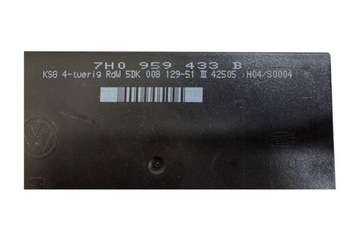 7H0 959 433 B
KSG 4-tuerig RdW 5DK 008 129-51 III 42505 H04/S0004